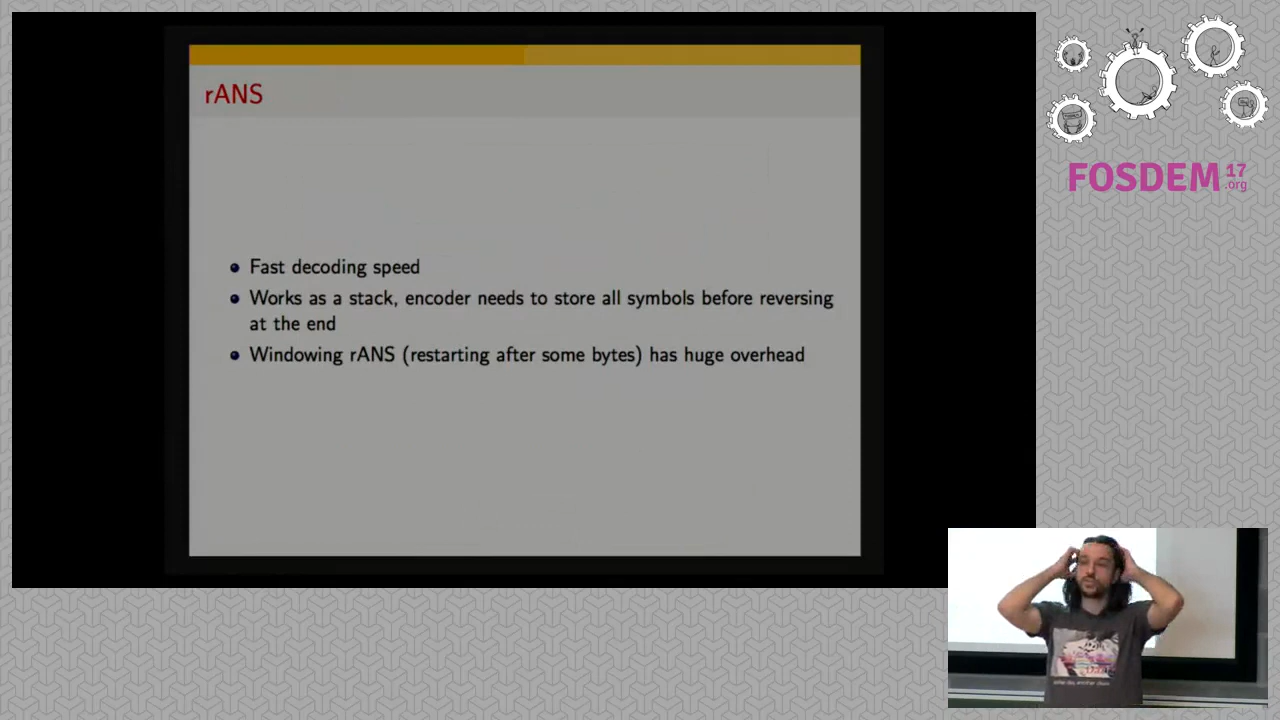 rANS
Fast decoding speed
Works as a stack, encoder needs to store all symbols before reversing
at the end
Windowing rANS (restarting after some bytes) has huge overhead
FOSDEM 17
.org